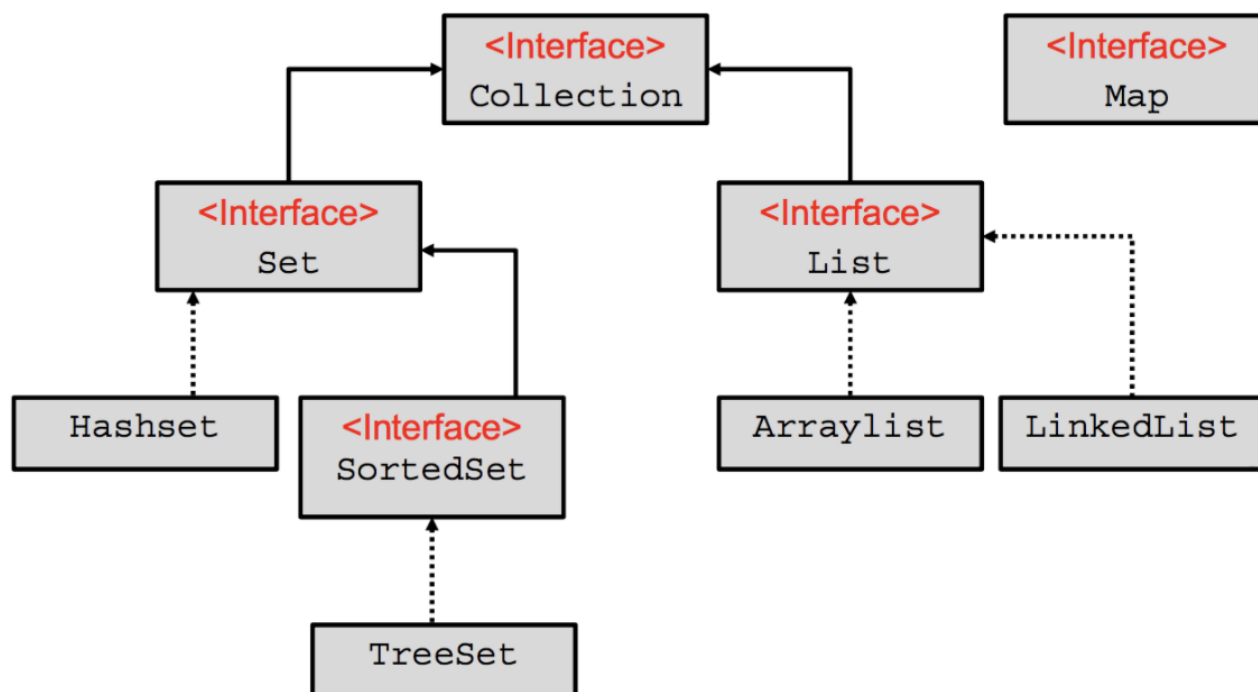 <Interface>
Collection
<Interface>
Map
<Interface>
Set
<Interface>
List
Hashset
<Interface>
SortedSet
Arraylist
LinkedList
TreeSet